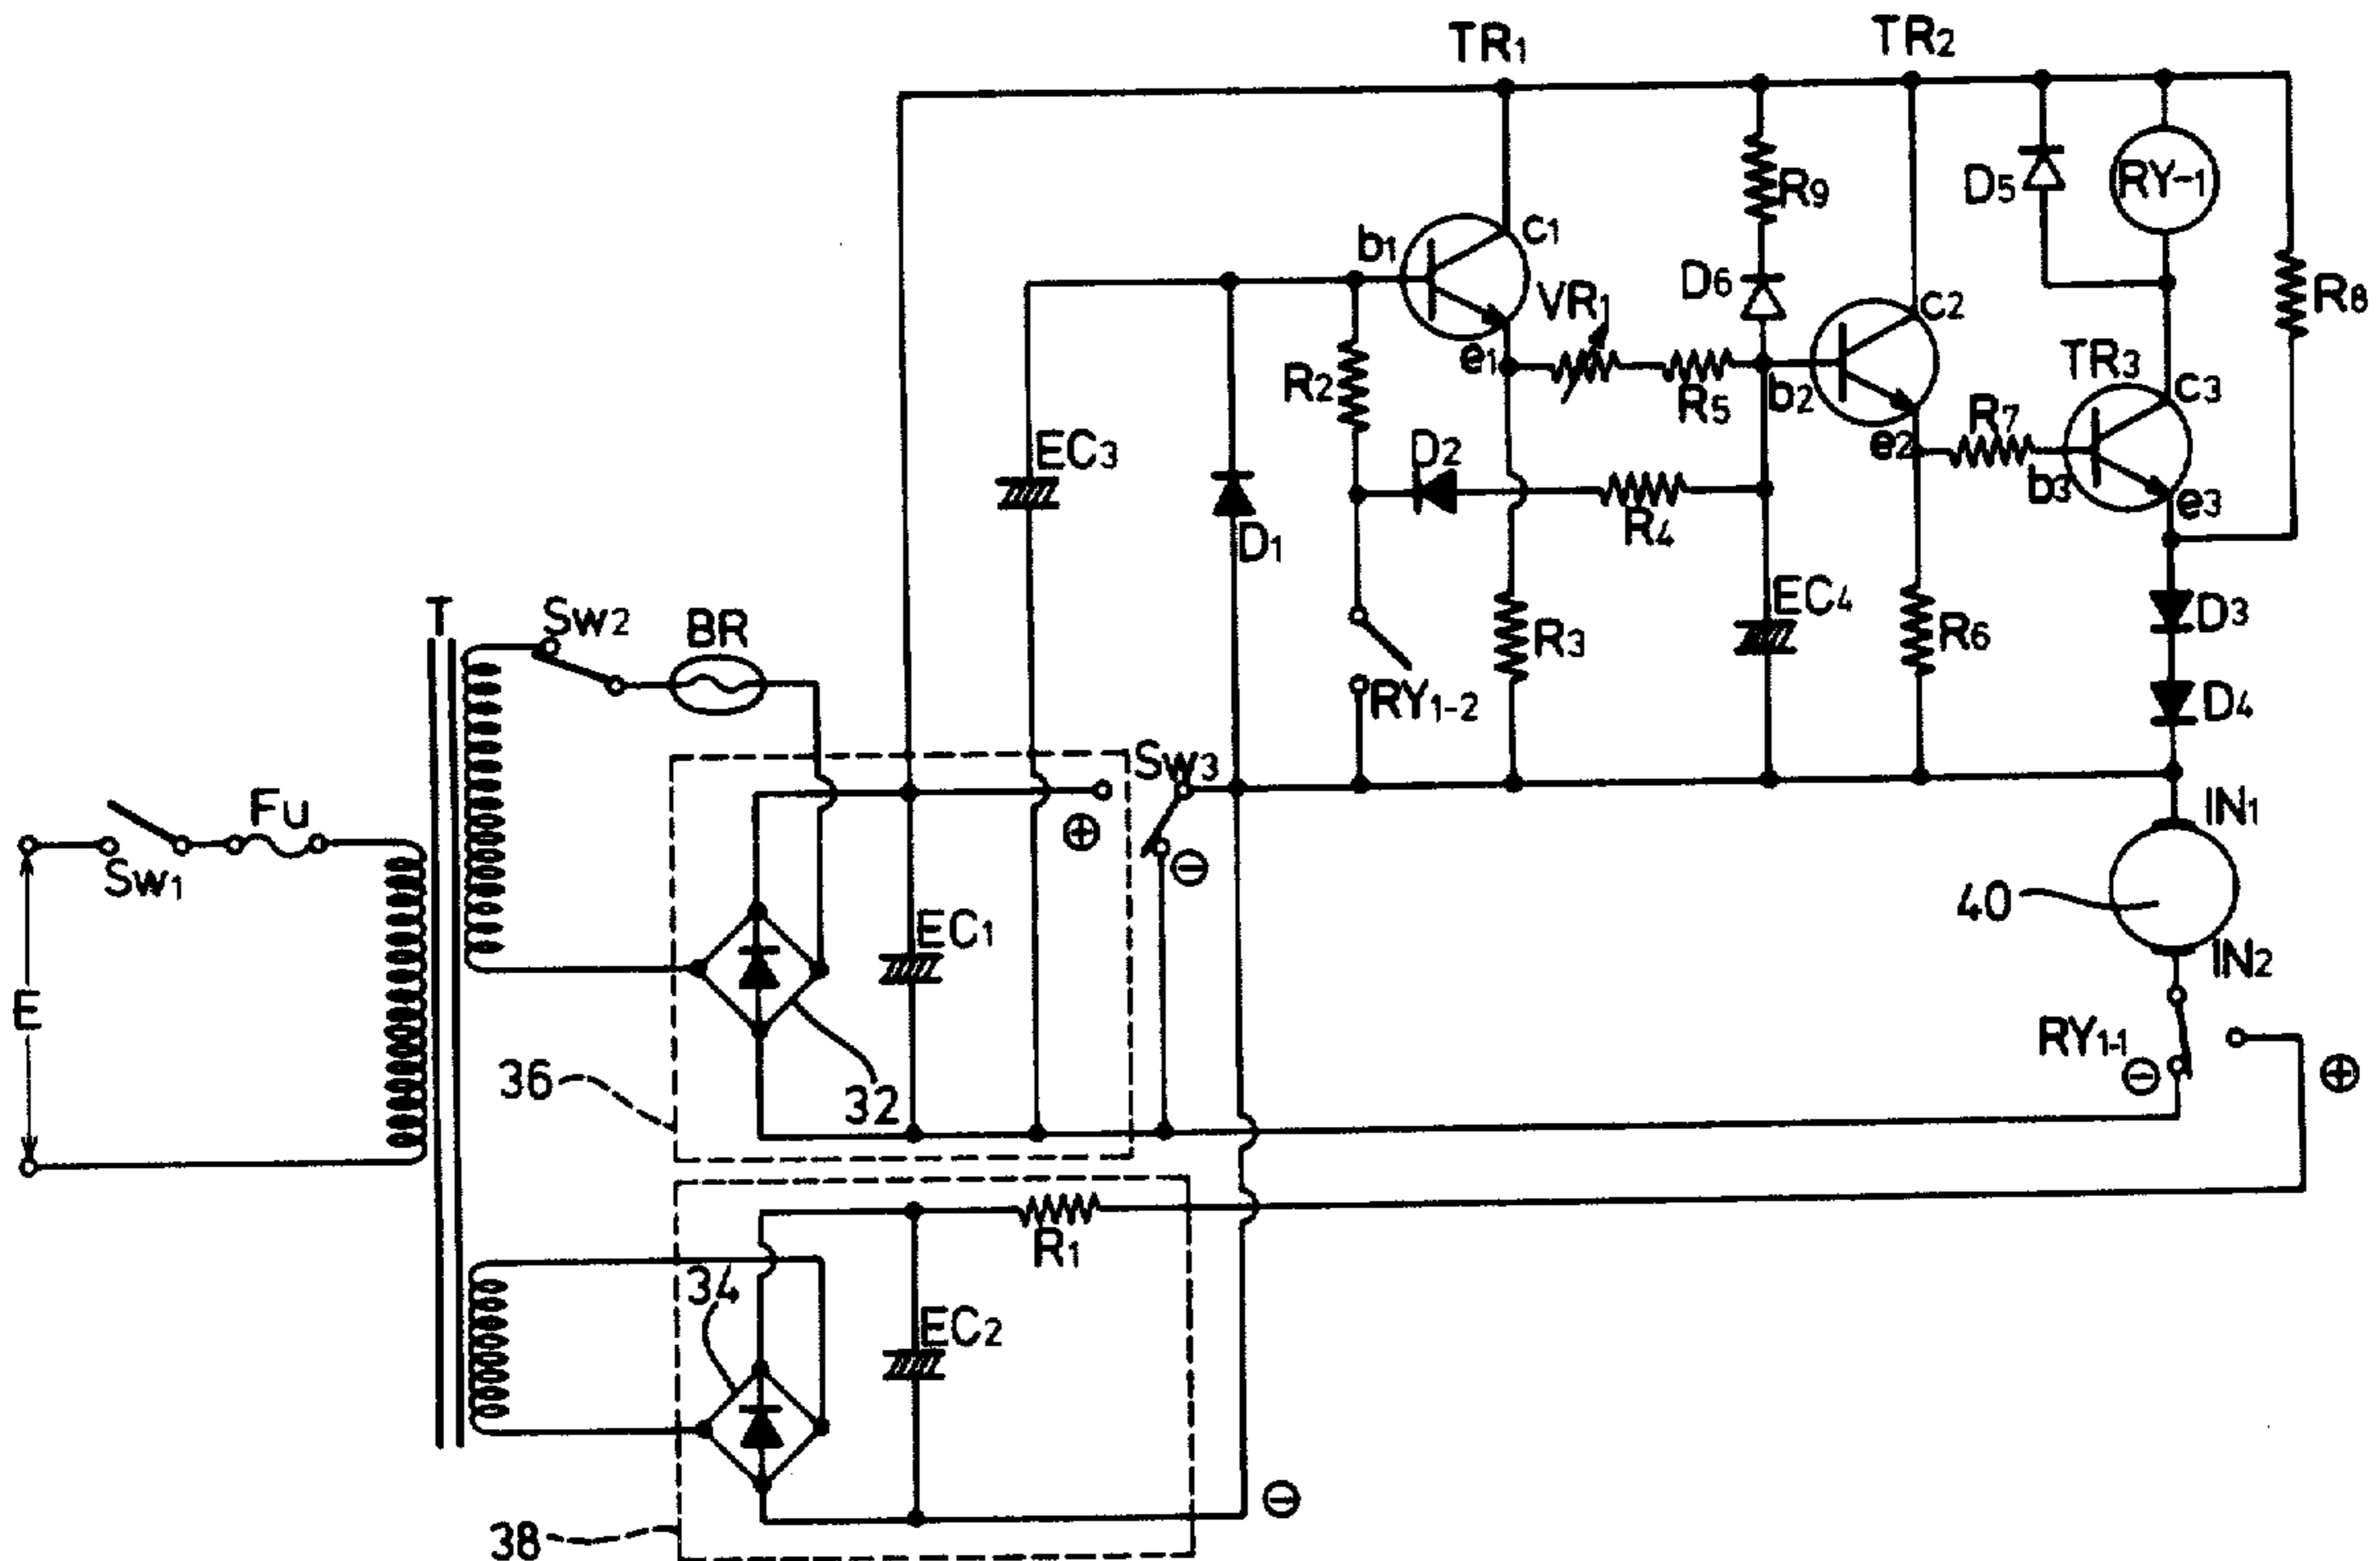 TR1
TR2
D5
RY-1
R9
R8
b1
c1
D6
VR1
c2
R2
e1
R5
b2
TR3
c3
EC3
D2
e2
R7
b3
e3
D1
R4
T
Sw2
BR
EC4
R3
R6
D3
RY1-2
D4
Sw3
Fu
⊕
IN1
Sw1
⊖
40
EC1
IN2
E
RY1-1
⊖
⊕
36
32
R1
34
EC2
⊖
38